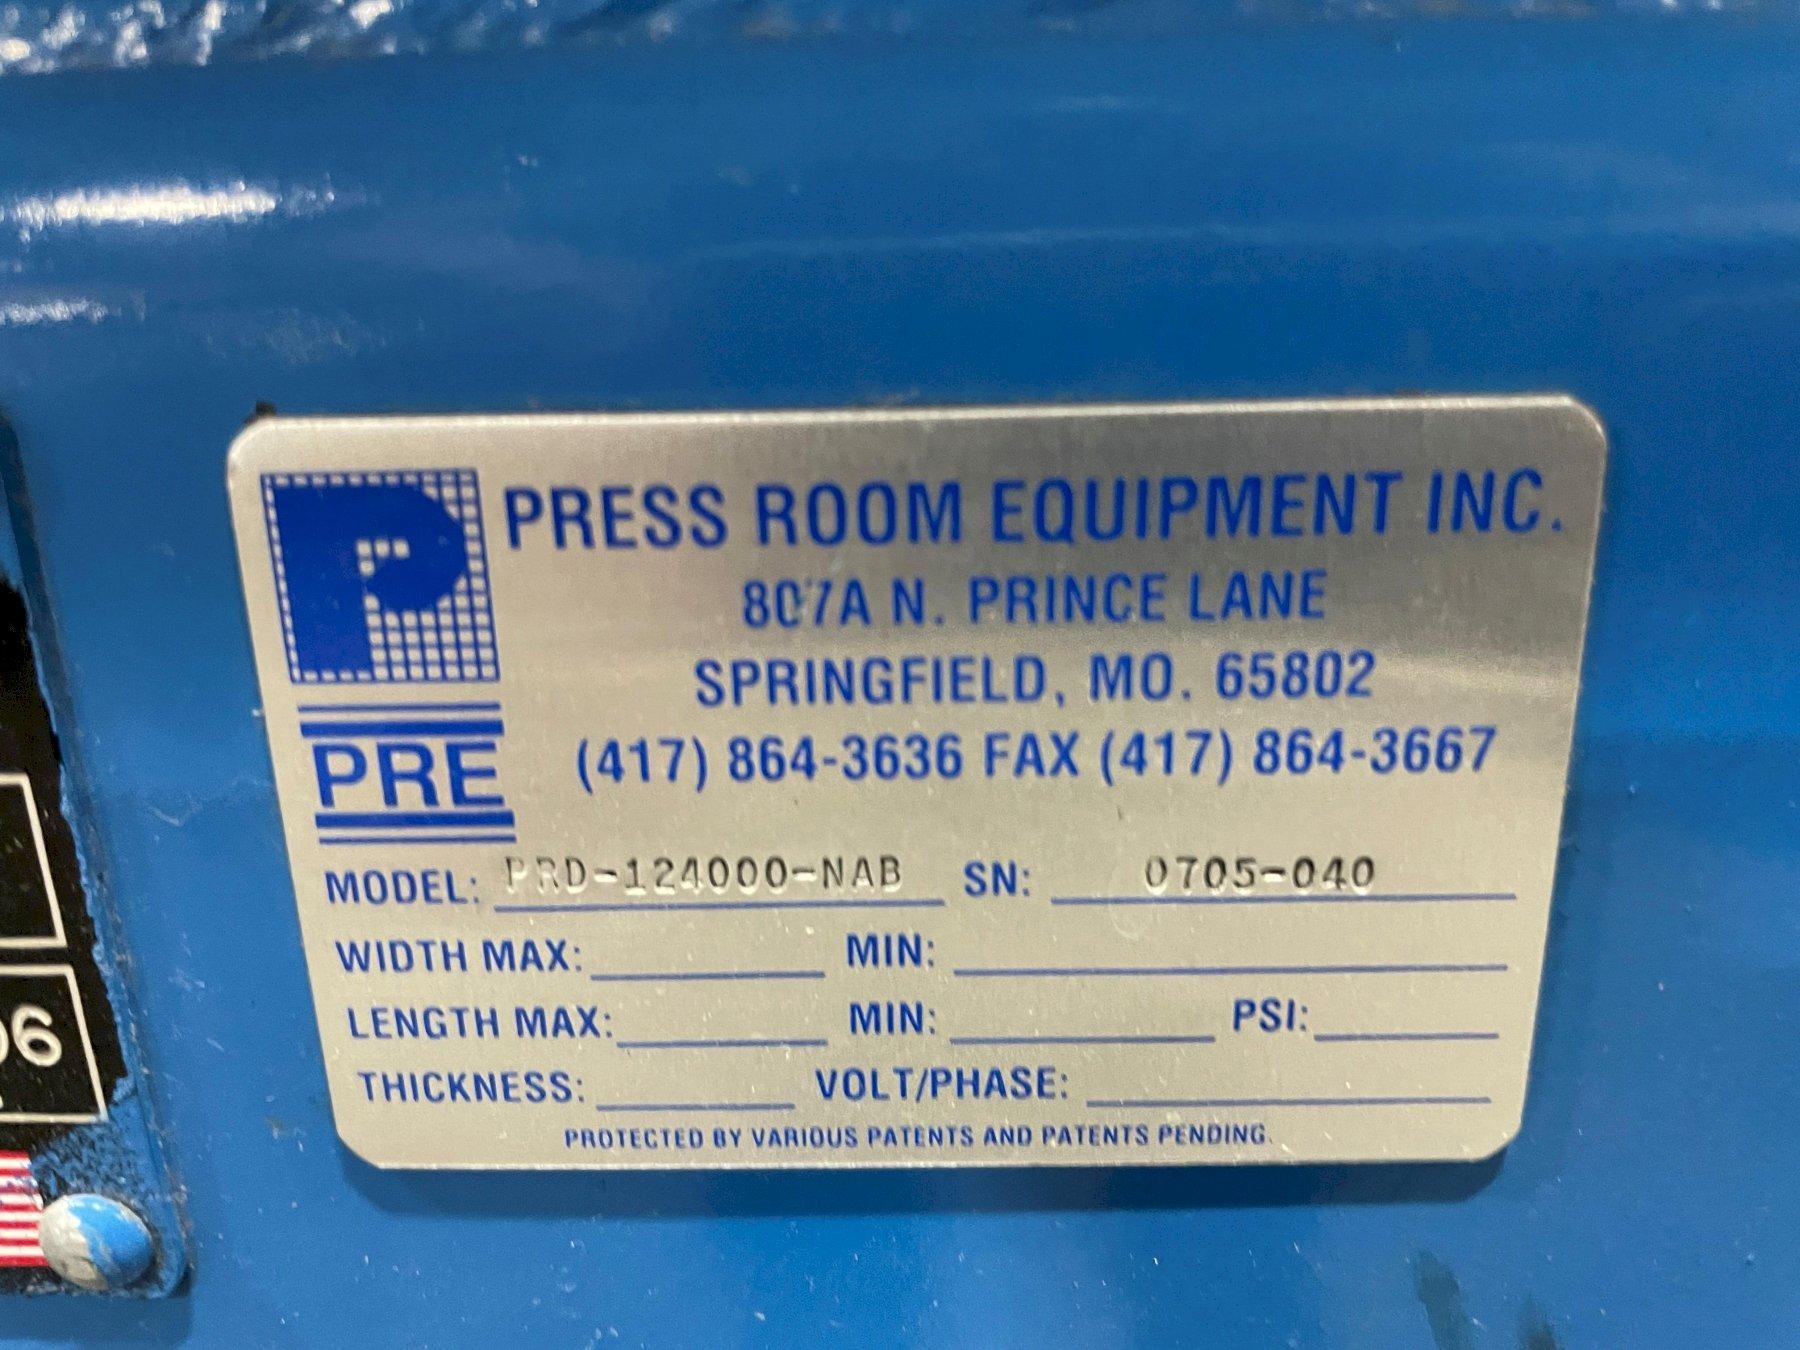 PRESS ROOM EQUIPMENT INC.
807A N. PRINCE LANE
SPRINGFIELD, MO. 65802
PRE
(417) 864-3636 FAX (417) 864-3667
MODEL: PRD-124000-NAB SN: 0705-040
WIDTH MAX: MIN:
LENGTH MAX: MIN: PSI:
THICKNESS: VOLT/PHASE:
PROTECTED BY VARIOUS PATENTS AND PATENTS PENDING.